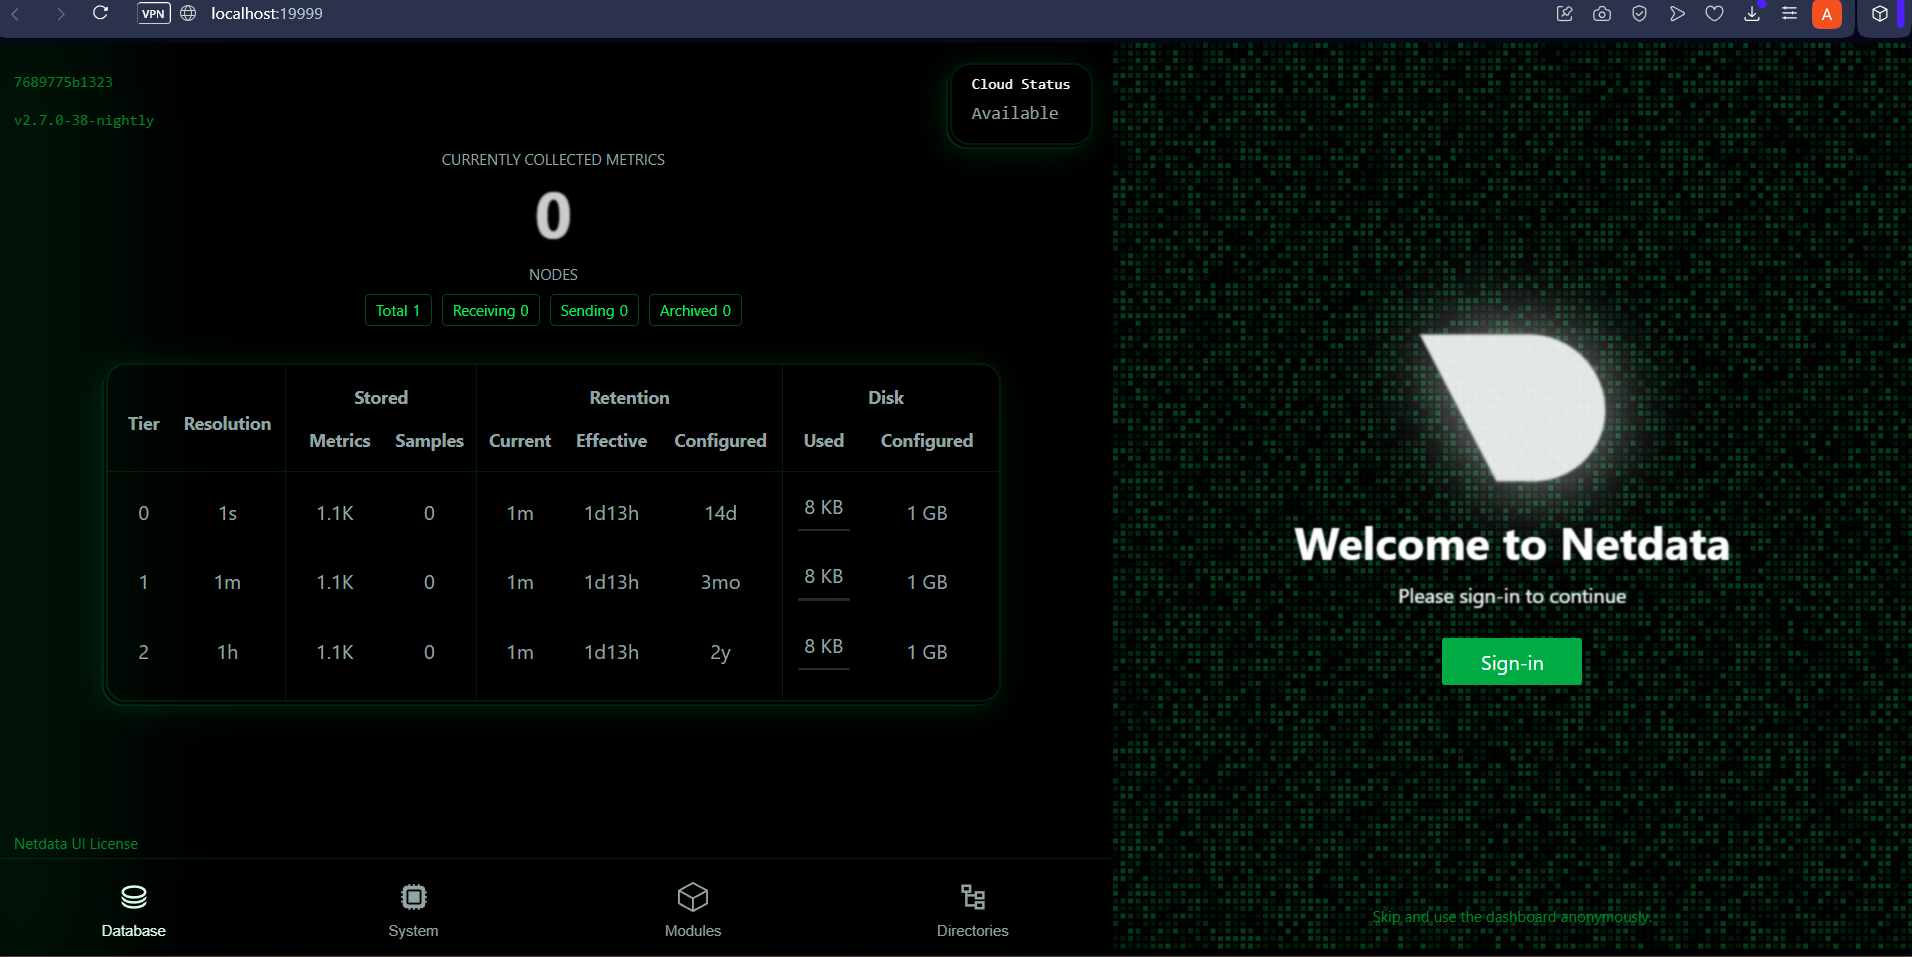 VPN localhost:19999 A
7689775b1323
v2.7.0-38-nightly
Cloud Status
Available
CURRENTLY COLLECTED METRICS
0
NODES
Total 1 Receiving 0 Sending 0 Archived 0
Stored Retention Disk
Tier Resolution Metrics Samples Current Effective Configured Used Configured
0 1s 1.1K 0 1m 1d13h 14d 8 KB 1 GB
1 1m 1.1K 0 1m 1d13h 3mo 8 KB 1 GB
2 1h 1.1K 0 1m 1d13h 2y 8 KB 1 GB
Netdata UI License
Database System Modules Directories
Welcome to Netdata
Please sign-in to continue
Sign-in
Skip and use the dashboard anonymously.